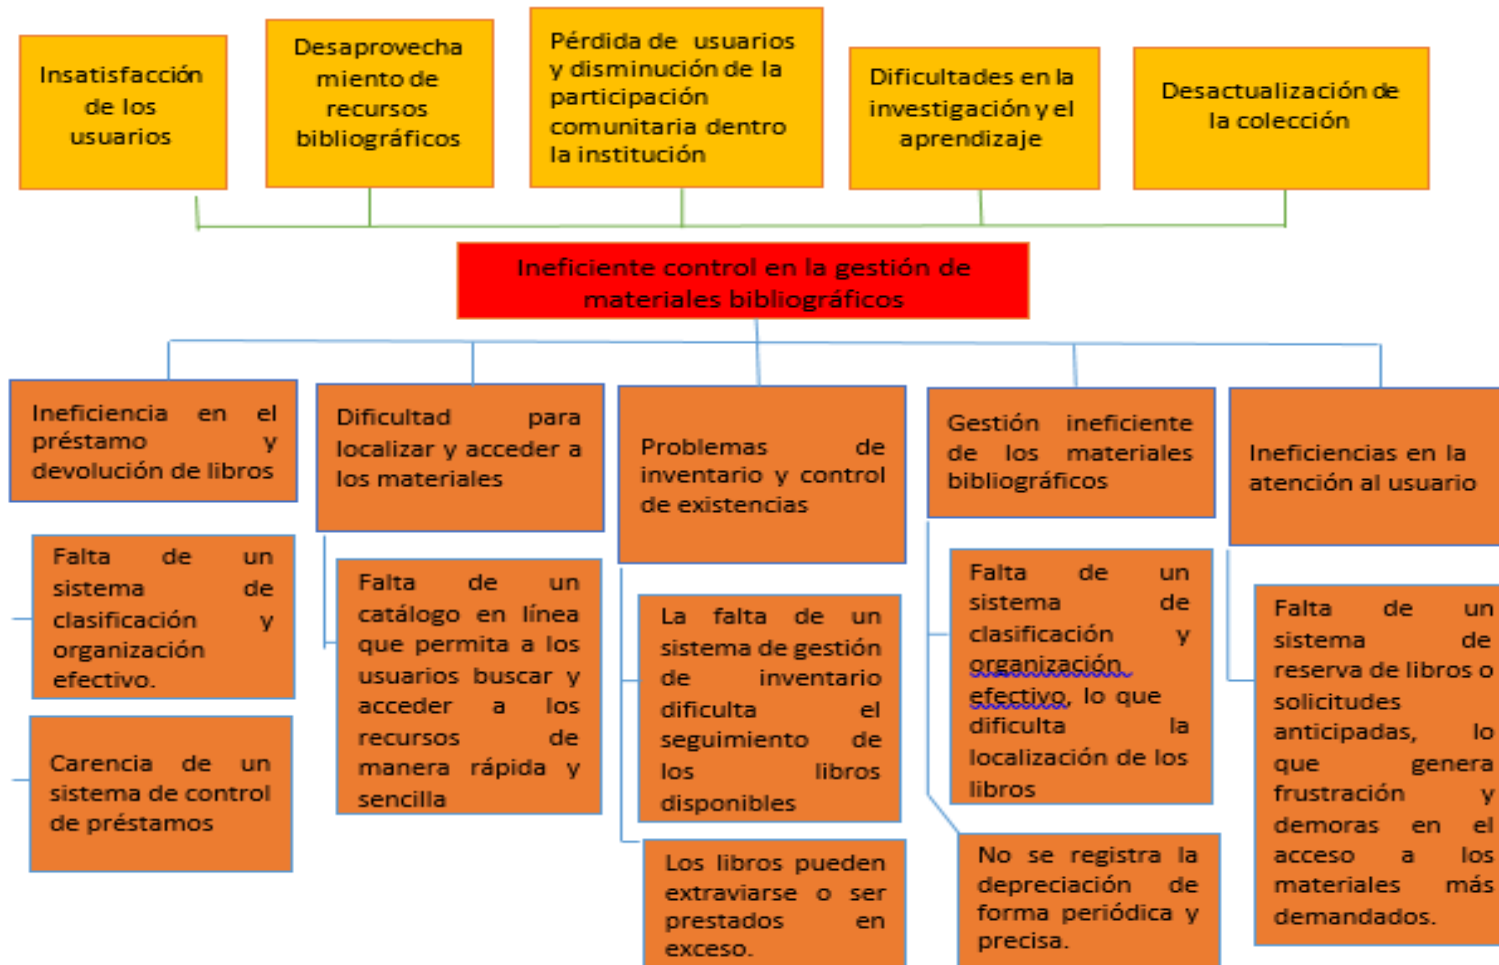 Insatisfacción
de los
usuarios
Desaprovecha
miento de
recursos
bibliográficos
Pérdida de usuarios
y disminución de la
participación
comunitaria dentro
la institución
Dificultades en la
investigación y el
aprendizaje
Desactualización de
la colección
Ineficiente control en la gestión de
materiales bibliográficos
Ineficiencia en el
préstamo y
devolución de libros
Falta de un
sistema de
clasificación y
organización
efectivo.
Carencia de un
sistema de control
de préstamos
Dificultad para
localizar y acceder a
los materiales
Falta de un
catálogo en línea
que permita a los
usuarios buscar y
acceder a los
recursos de
manera rápida y
sencilla
Problemas de
inventario y control
de existencias
La falta de un
sistema de gestión
de inventario
dificulta el
seguimiento de
los libros
disponibles
Los libros pueden
extraviarse o ser
prestados en
exceso.
Gestión ineficiente
de los materiales
bibliográficos
Falta de un
sistema de
clasificación y
organización
efectivo, lo que
dificulta la
localización de los
libros
No se registra la
depreciación de
forma periódica y
precisa.
Ineficiencias en la
atención al usuario
Falta de un
sistema de
reserva de libros o
solicitudes
anticipadas, lo
que genera
frustración y
demoras en el
acceso a los
materiales más
demandados.